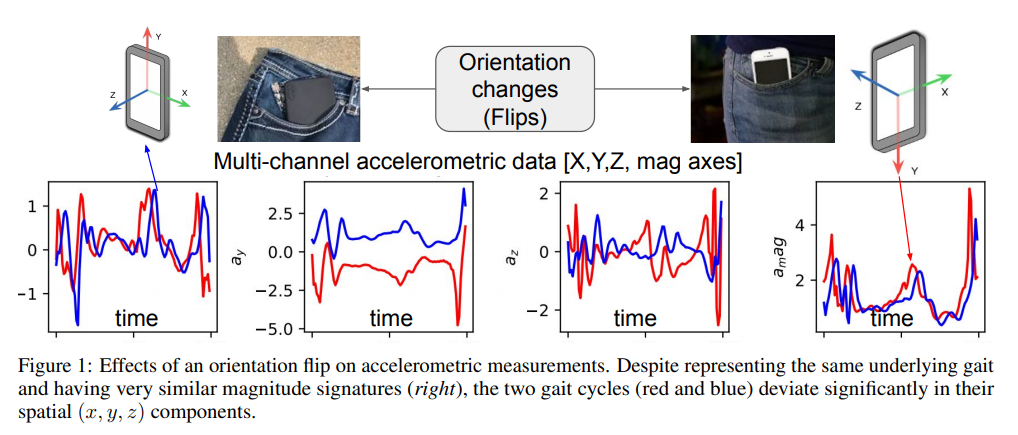 Y
Z
X
Orientation
changes
(Flips)
Z
X
Y
Multi-channel accelerometric data [X,Y,Z, mag axes]
1
0
−1
time
a_y
2.5
0.0
−2.5
−5.0
time
a_z
2
0
−2
time
a_mag
4
2
time
Figure 1: Effects of an orientation flip on accelerometric measurements. Despite representing the same underlying gait
and having very similar magnitude signatures (right), the two gait cycles (red and blue) deviate significantly in their
spatial (x, y, z) components.